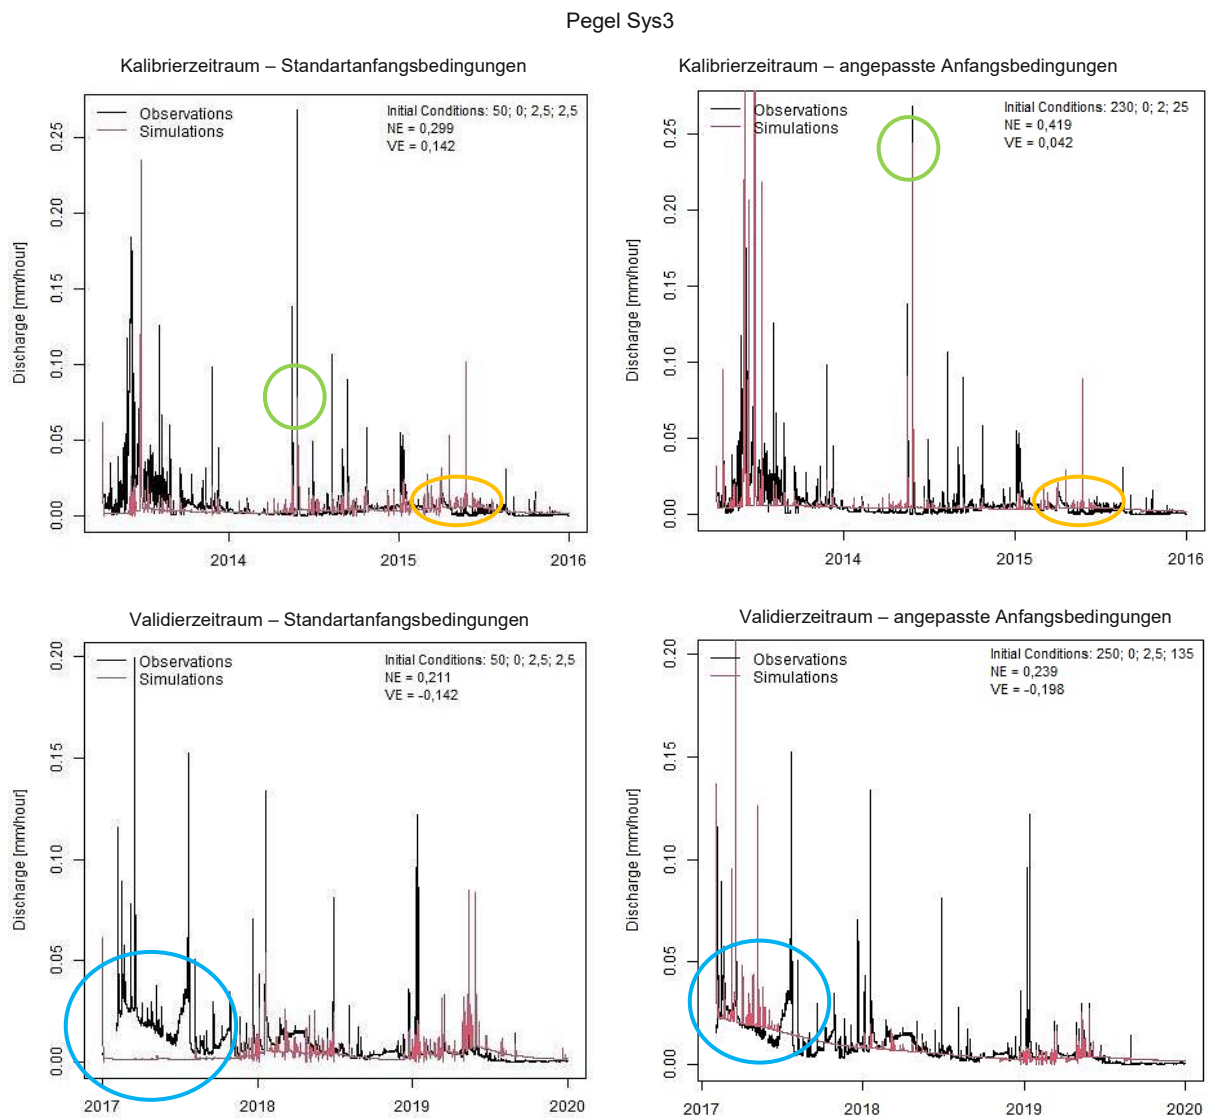 Pegel Sys3
Kalibrierzeitraum – Standartanfangsbedingungen
Observations
Simulations
Initial Conditions: 50; 0; 2,5; 2,5
NE = 0,299
VE = 0,142
Discharge [mm/hour]
0.25
0.20
0.15
0.10
0.05
0.00
2014
2015
2016
Kalibrierzeitraum – angepasste Anfangsbedingungen
Observations
Simulations
Initial Conditions: 230; 0; 2; 25
NE = 0,419
VE = 0,042
Discharge [mm/hour]
0.25
0.20
0.15
0.10
0.05
0.00
2014
2015
2016
Validierzeitraum – Standartanfangsbedingungen
Observations
Simulations
Initial Conditions: 50; 0; 2,5; 2,5
NE = 0,211
VE = -0,142
Discharge [mm/hour]
0.20
0.15
0.10
0.05
0.00
2017
2018
2019
2020
Validierzeitraum – angepasste Anfangsbedingungen
Observations
Simulations
Initial Conditions: 250; 0; 2,5; 135
NE = 0,239
VE = -0,198
Discharge [mm/hour]
0.20
0.15
0.10
0.05
0.00
2017
2018
2019
2020